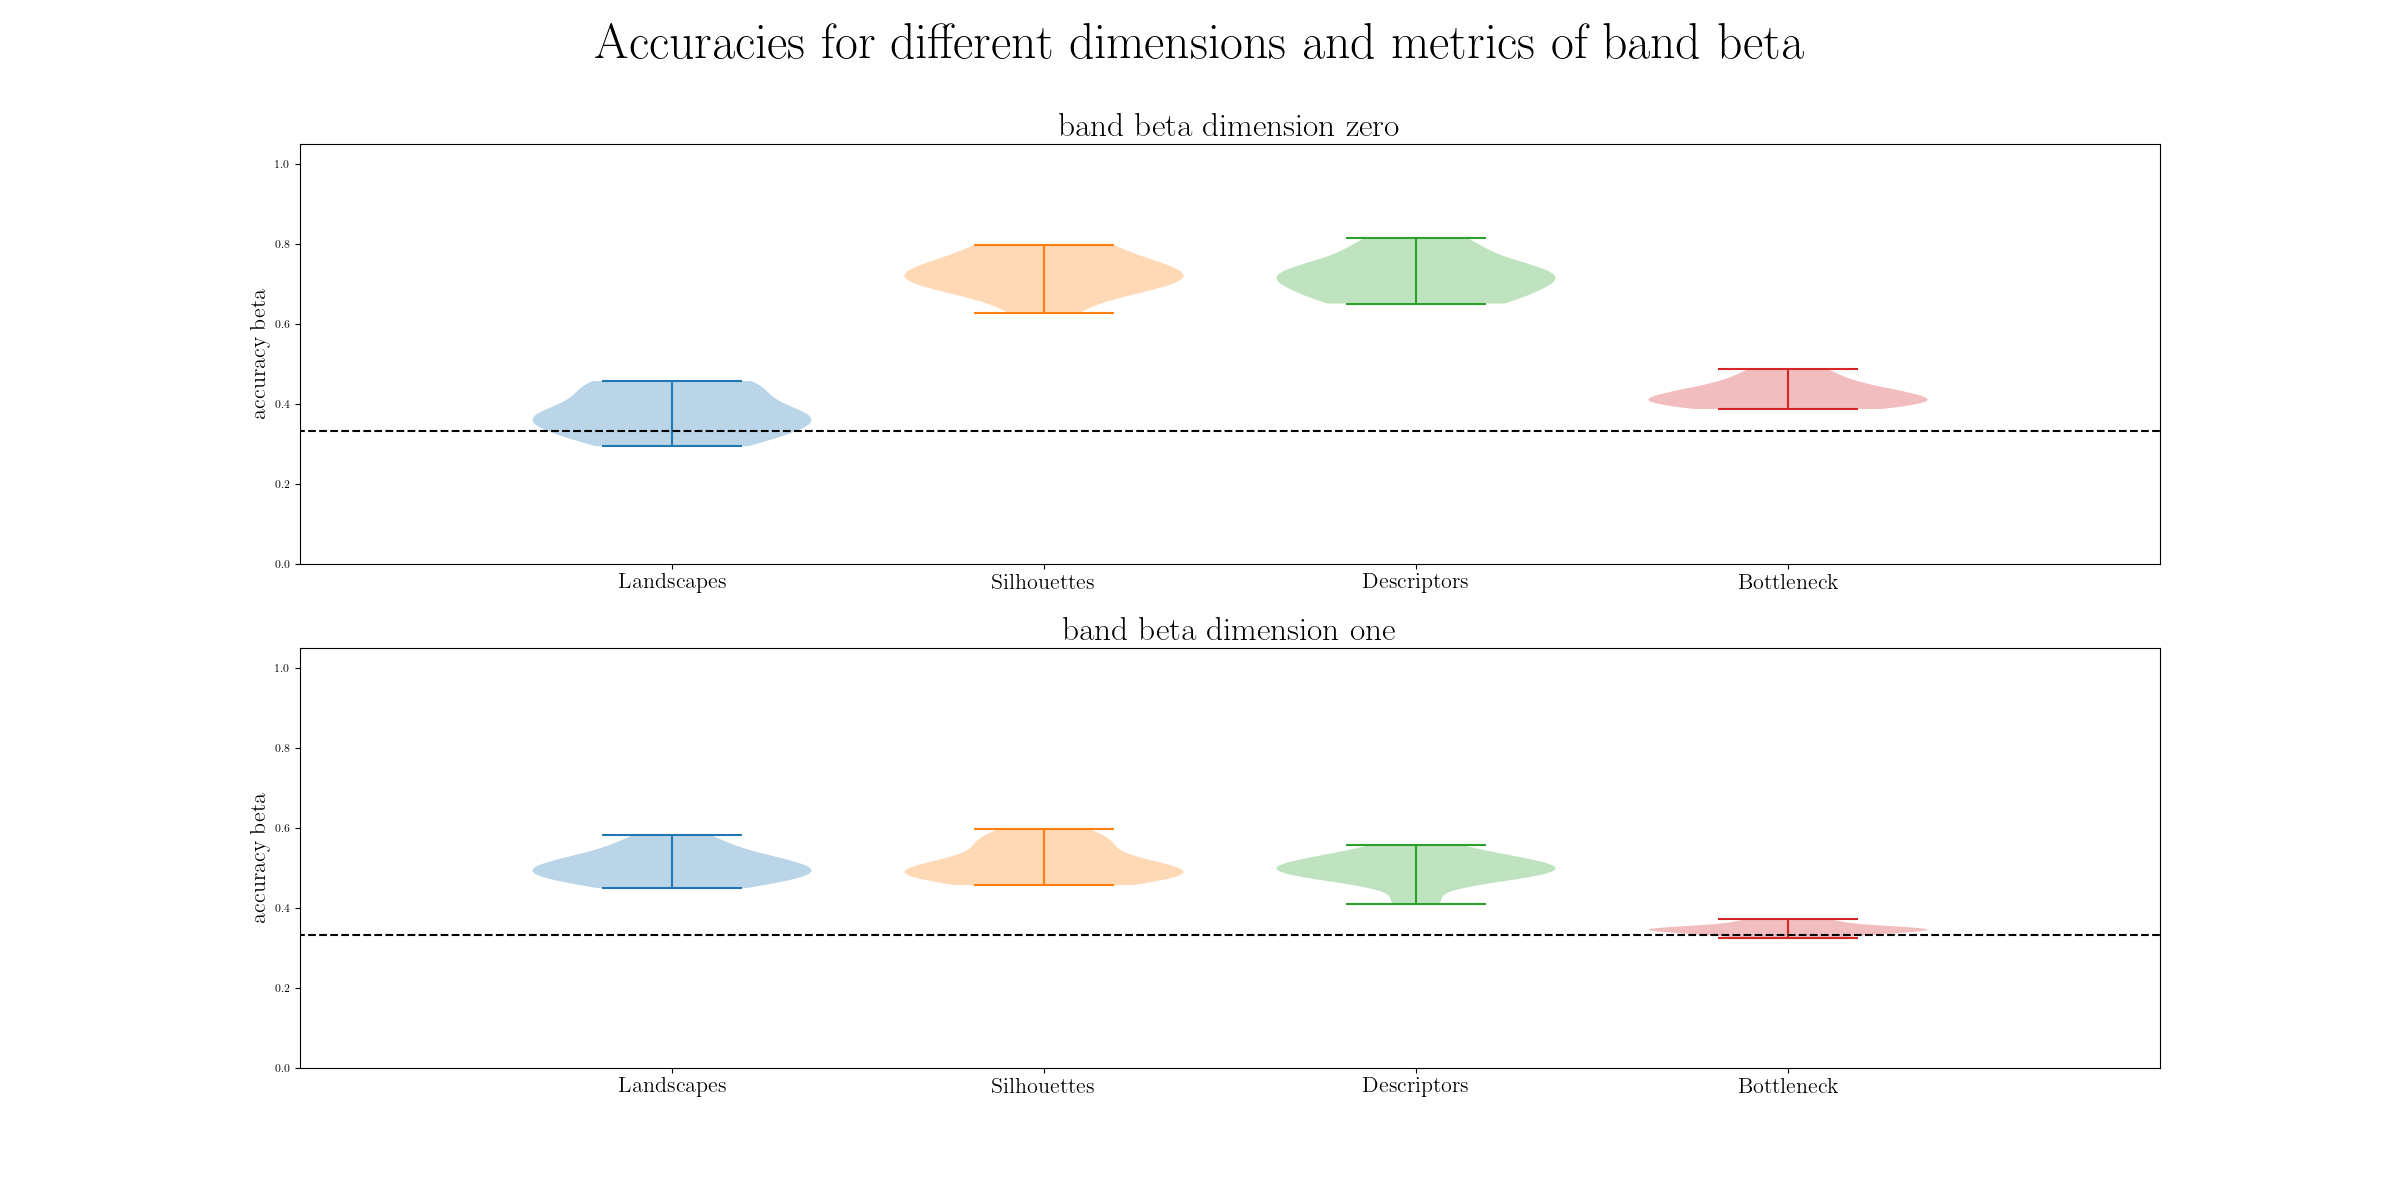 Accuracies for different dimensions and metrics of band beta
band beta dimension zero
accuracy beta
1.0
0.8
0.6
0.4
0.2
0.0
Landscapes Silhouettes Descriptors Bottleneck
band beta dimension one
accuracy beta
1.0
0.8
0.6
0.4
0.2
0.0
Landscapes Silhouettes Descriptors Bottleneck